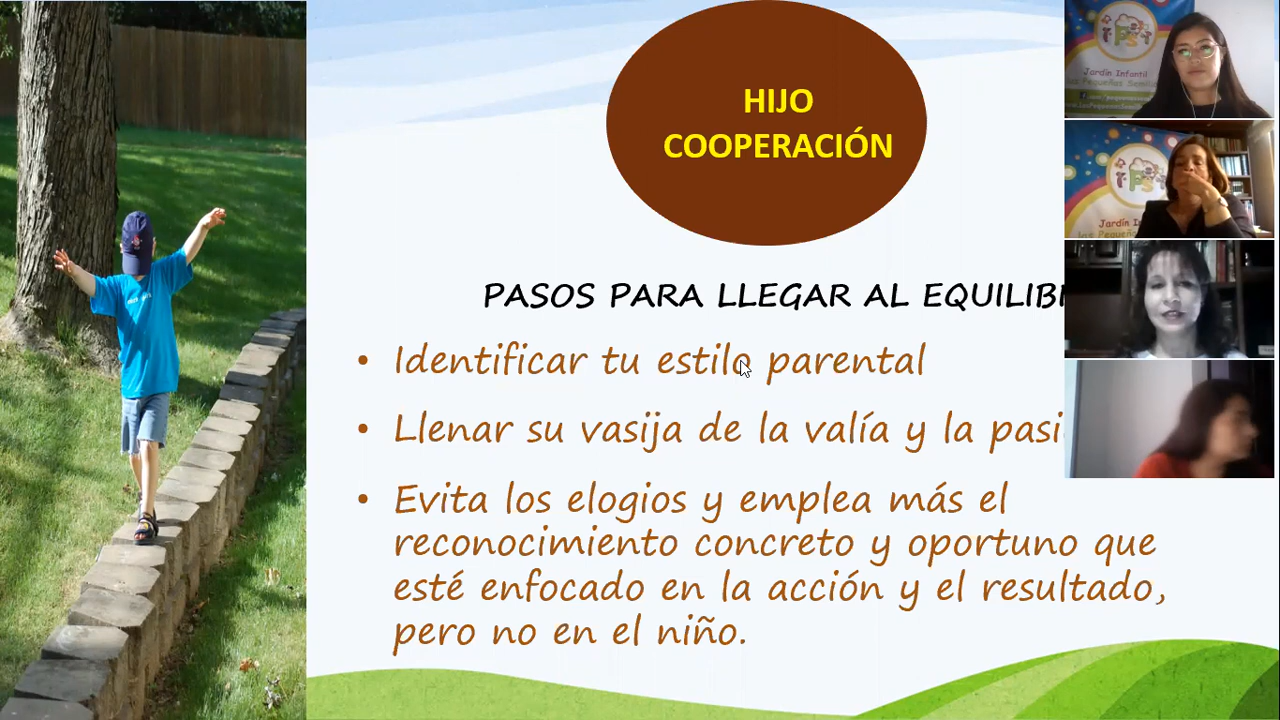 HIJO
COOPERACIÓN
PASOS PARA LLEGAR AL
• Identificar tu estilo parental
• Llenar su vasija de la valía y la
• Evita los elogios y emplea más el
reconocimiento concreto y oportuno que
esté enfocado en la acción y el resultado,
pero no en el niño.
Jardín Infantil